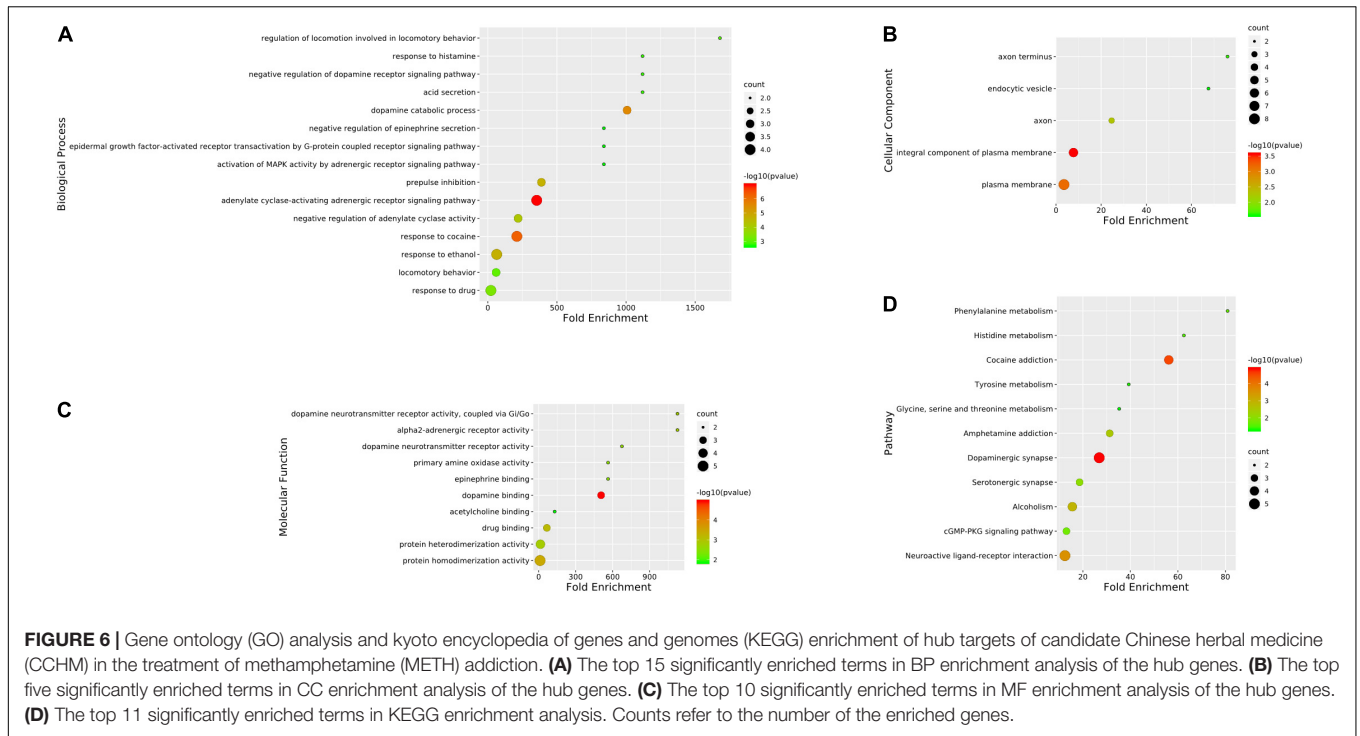 A
Biological Process
regulation of locomotion involved in locomotory behavior
response to histamine
negative regulation of dopamine receptor signaling pathway
acid secretion
dopamine catabolic process
negative regulation of epinephrine secretion
epidermal growth factor-activated receptor transactivation by G-protein coupled receptor signaling pathway
activation of MAPK activity by adrenergic receptor signaling pathway
prepulse inhibition
adenylate cyclase-activating adrenergic receptor signaling pathway
negative regulation of adenylate cyclase activity
response to cocaine
response to ethanol
locomotory behavior
response to drug
0 500 1000 1500
Fold Enrichment
count
2.0
2.5
3.0
3.5
4.0
-log10(pvalue)
6
5
4
3
B
Cellular Component
axon terminus
endocytic vesicle
axon
integral component of plasma membrane
plasma membrane
0 20 40 60
Fold Enrichment
count
2
3
4
5
6
7
8
-log10(pvalue)
3.5
3.0
2.5
2.0
C
Molecular Function
dopamine neurotransmitter receptor activity, coupled via Gi/Go
alpha2-adrenergic receptor activity
dopamine neurotransmitter receptor activity
primary amine oxidase activity
epinephrine binding
dopamine binding
acetylcholine binding
drug binding
protein heterodimerization activity
protein homodimerization activity
0 300 600 900
Fold Enrichment
count
2
3
4
5
-log10(pvalue)
4
3
2
D
Pathway
Phenylalanine metabolism
Histidine metabolism
Cocaine addiction
Tyrosine metabolism
Glycine, serine and threonine metabolism
Amphetamine addiction
Dopaminergic synapse
Serotonergic synapse
Alcoholism
cGMP-PKG signaling pathway
Neuroactive ligand-receptor interaction
20 40 60 80
Fold Enrichment
-log10(pvalue)
4
3
2
count
2
3
4
5
FIGURE 6 | Gene ontology (GO) analysis and kyoto encyclopedia of genes and genomes (KEGG) enrichment of hub targets of candidate Chinese herbal medicine
(CCHM) in the treatment of methamphetamine (METH) addiction. (A) The top 15 significantly enriched terms in BP enrichment analysis of the hub genes. (B) The top
five significantly enriched terms in CC enrichment analysis of the hub genes. (C) The top 10 significantly enriched terms in MF enrichment analysis of the hub genes.
(D) The top 11 significantly enriched terms in KEGG enrichment analysis. Counts refer to the number of the enriched genes.